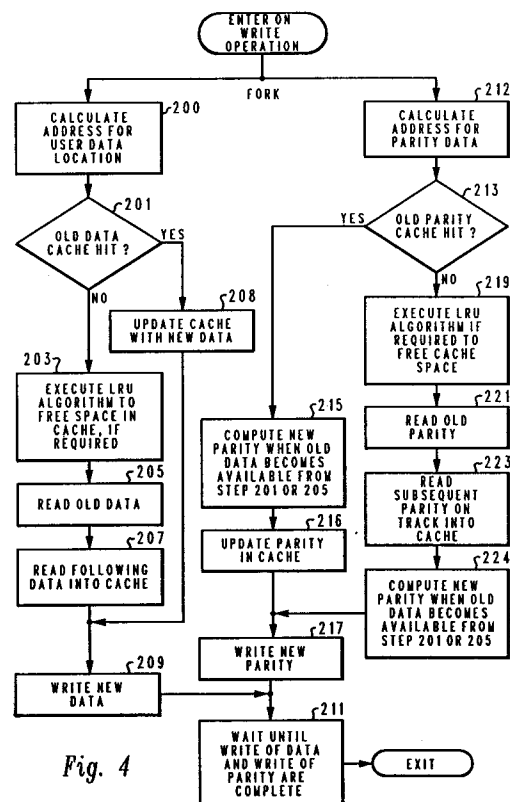 ENTER ON
WRITE
OPERATION
FORK
200
CALCULATE
ADDRESS FOR
USER DATA
LOCATION
201
OLD DATA
CACHE HIT ?
YES
NO
208
UPDATE CACHE
WITH NEW DATA
203
EXECUTE LRU
ALGORITHM TO
FREE SPACE IN
CACHE, IF
REQUIRED
205
READ OLD DATA
207
READ FOLLOWING
DATA INTO CACHE
209
WRITE NEW
DATA
212
CALCULATE
ADDRESS FOR
PARITY DATA
213
OLD PARITY
CACHE HIT ?
YES
NO
215
COMPUTE NEW
PARITY WHEN OLD
DATA BECOMES
AVAILABLE FROM
STEP 201 OR 205
216
UPDATE PARITY
IN CACHE
219
EXECUTE LRU
ALGORITHM IF
REQUIRED TO
FREE CACHE
SPACE
221
READ OLD
PARITY
223
READ
SUBSEQUENT
PARITY ON
TRACK INTO
CACHE
224
COMPUTE NEW
PARITY WHEN OLD
DATA BECOMES
AVAILABLE FROM
STEP 201 OR 205
217
WRITE NEW
PARITY
211
WAIT UNTIL
WRITE OF DATA
AND WRITE OF
PARITY ARE
COMPLETE
EXIT
Fig. 4